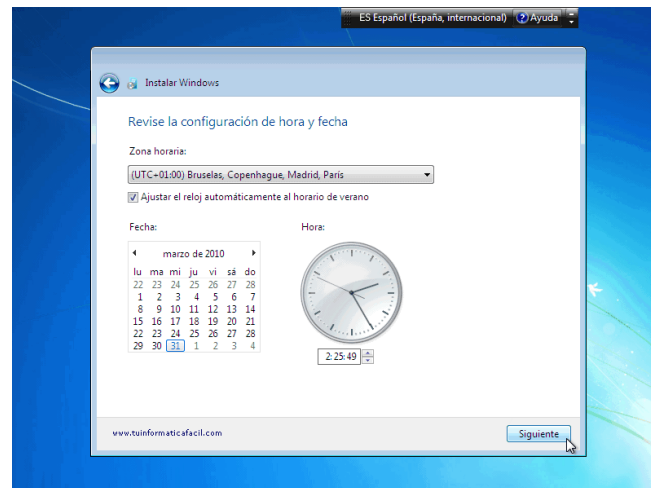 ES Español (España, internacional) ? Ayuda
Instalar Windows
Revise la configuración de hora y fecha
Zona horaria:
(UTC+01:00) Bruselas, Copenhague, Madrid, París
Ajustar el reloj automáticamente al horario de verano
Fecha: Hora:
marzo de 2010
lu ma mi ju vi sá do
22 23 24 25 26 27 28
1 2 3 4 5 6 7
8 9 10 11 12 13 14
15 16 17 18 19 20 21
22 23 24 25 26 27 28
29 30 31 1 2 3 4
2:25:49
www.tuinformaticafacil.com Siguiente